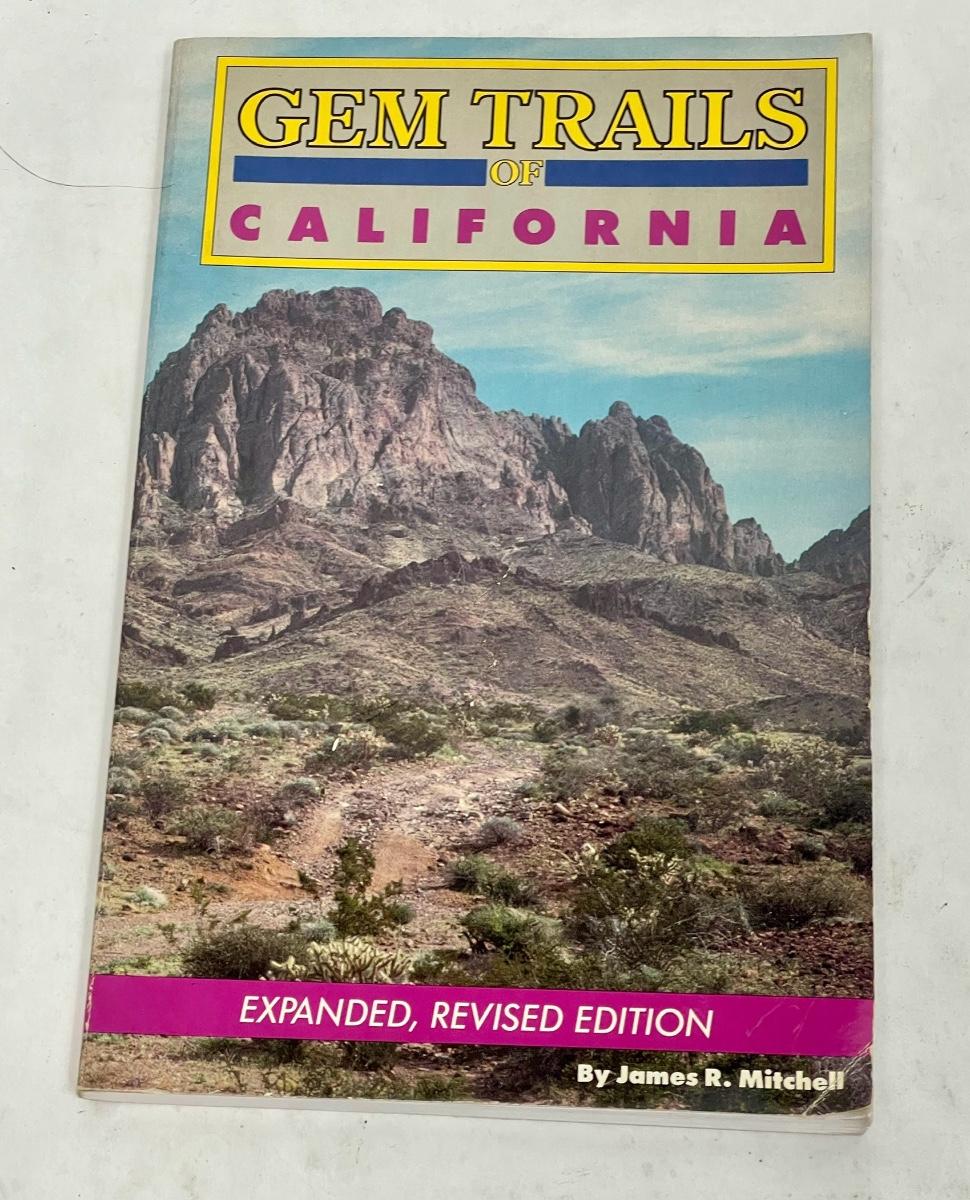 GEM TRAILS
OF
CALIFORNIA
EXPANDED, REVISED EDITION
By James R. Mitchell